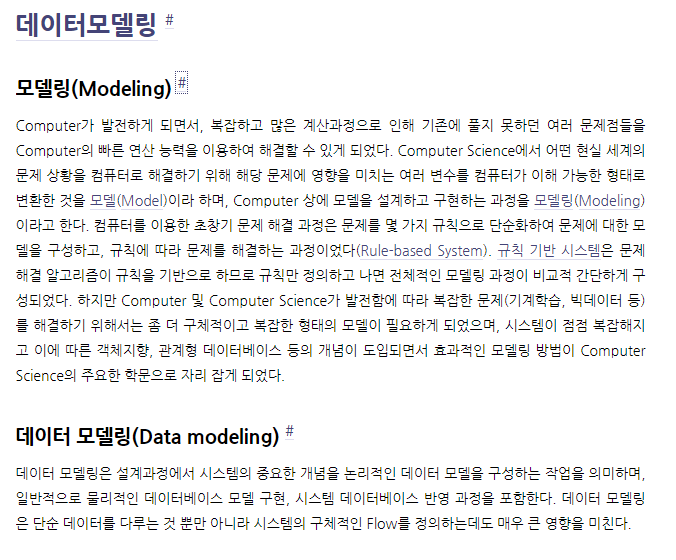 데이터모델링 #
모델링(Modeling) #
Computer가 발전하게 되면서, 복잡하고 많은 계산과정으로 인해 기존에 풀지 못하던 여러 문제점들을
Computer의 빠른 연산 능력을 이용하여 해결할 수 있게 되었다. Computer Science에서 어떤 현실 세계의
문제 상황을 컴퓨터로 해결하기 위해 해당 문제에 영향을 미치는 여러 변수를 컴퓨터가 이해 가능한 형태로
변환한 것을 모델(Model)이라 하며, Computer 상에 모델을 설계하고 구현하는 과정을 모델링(Modeling)
이라고 한다. 컴퓨터를 이용한 초창기 문제 해결 과정은 문제를 몇 가지 규칙으로 단순화하여 문제에 대한 모
델을 구성하고, 규칙에 따라 문제를 해결하는 과정이었다(Rule-based System). 규칙 기반 시스템은 문제
해결 알고리즘이 규칙을 기반으로 하므로 규칙만 정의하고 나면 전체적인 모델링 과정이 비교적 간단하게 구
성되었다. 하지만 Computer 및 Computer Science가 발전함에 따라 복잡한 문제(기계학습, 빅데이터 등)
를 해결하기 위해서는 좀 더 구체적이고 복잡한 형태의 모델이 필요하게 되었으며, 시스템이 점점 복잡해지
고 이에 따른 객체지향, 관계형 데이터베이스 등의 개념이 도입되면서 효과적인 모델링 방법이 Computer
Science의 주요한 학문으로 자리 잡게 되었다.
데이터 모델링(Data modeling) #
데이터 모델링은 설계과정에서 시스템의 중요한 개념을 논리적인 데이터 모델을 구성하는 작업을 의미하며,
일반적으로 물리적인 데이터베이스 모델 구현, 시스템 데이터베이스 반영 과정을 포함한다. 데이터 모델링
은 단순 데이터를 다루는 것 뿐만 아니라 시스템의 구체적인 Flow를 정의하는데도 매우 큰 영향을 미친다.